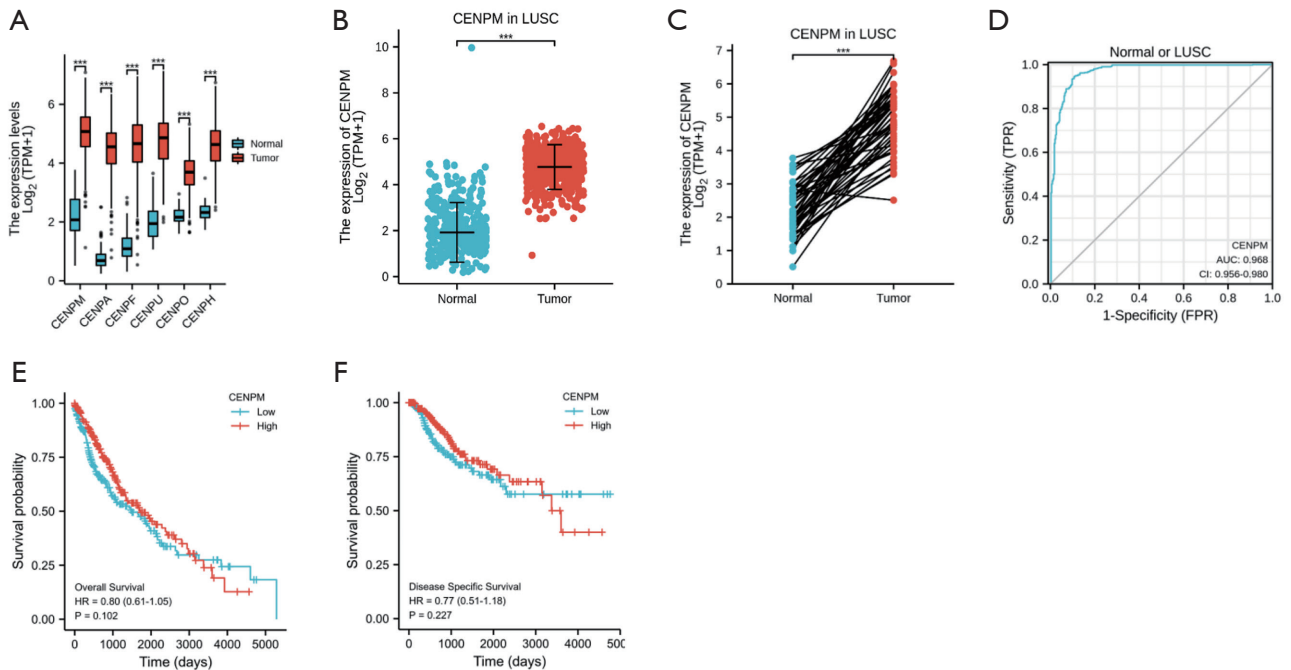 A
The expression levels
Log2 (TPM+1)
6
4
2
0
***
***
***
***
***
***
Normal
Tumor
CENPM
CENPA
CENPF
CENPU
CENPO
CENPH
B
CENPM in LUSC
***
The expression of CENPM
Log2 (TPM+1)
10
8
6
4
2
0
Normal
Tumor
C
CENPM in LUSC
***
The expression of CENPM
Log2 (TPM+1)
7
6
5
4
3
2
1
0
Normal
Tumor
D
Normal or LUSC
Sensitivity (TPR)
1.0
0.8
0.6
0.4
0.2
0.0
CENPM
AUC: 0.968
CI: 0.956-0.980
0.0 0.2 0.4 0.6 0.8 1.0
1-Specificity (FPR)
E
CENPM
Low
High
Survival probability
1.00
0.75
0.50
0.25
0.00
Overall Survival
HR = 0.80 (0.61-1.05)
P = 0.102
0 1000 2000 3000 4000 5000
Time (days)
F
CENPM
Low
High
Survival probability
1.00
0.75
0.50
0.25
0.00
Disease Specific Survival
HR = 0.77 (0.51-1.18)
P = 0.227
0 1000 2000 3000 4000 500
Time (days)